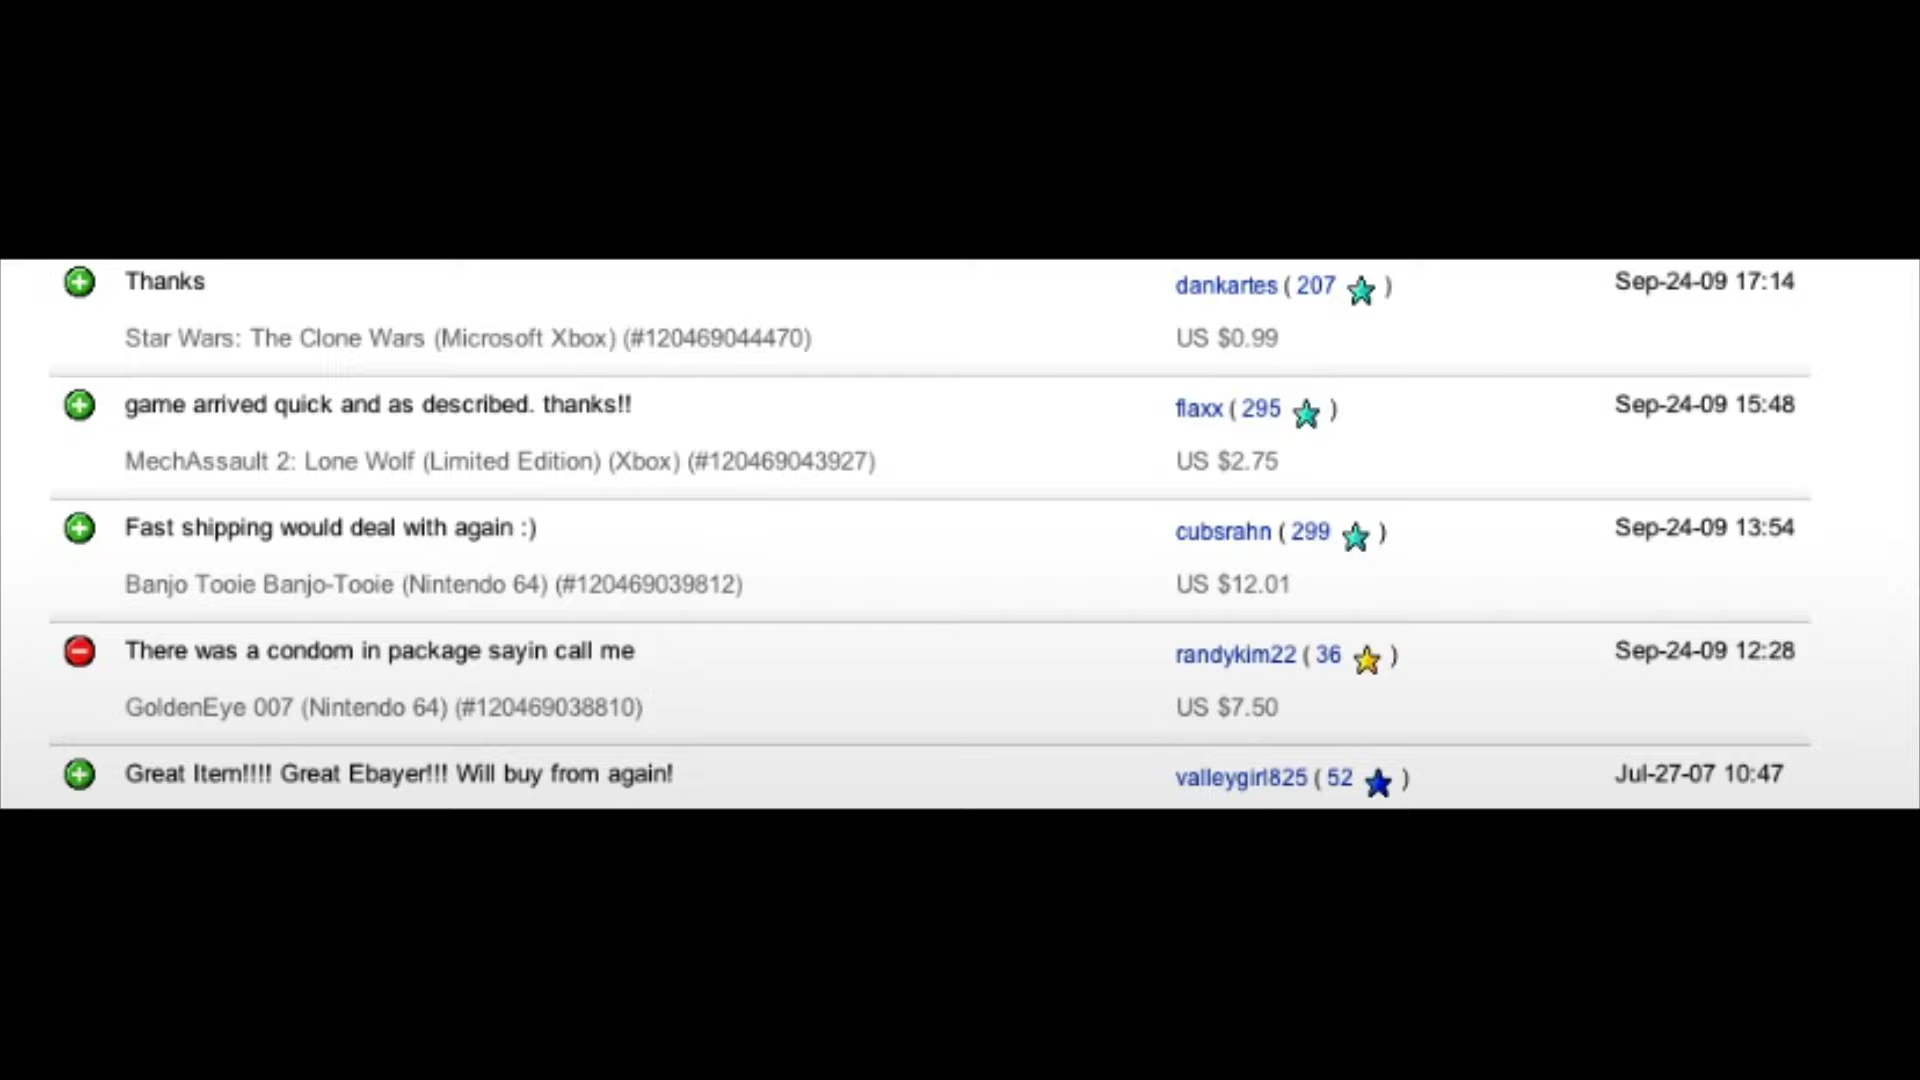 Thanks dankartes ( 207 ) Sep-24-09 17:14
Star Wars: The Clone Wars (Microsoft Xbox) (#120469044470) US $0.99
game arrived quick and as described. thanks!! flaxx ( 295 ) Sep-24-09 15:48
MechAssault 2: Lone Wolf (Limited Edition) (Xbox) (#120469043927) US $2.75
Fast shipping would deal with again :) cubsrahn ( 299 ) Sep-24-09 13:54
Banjo Tooie Banjo-Tooie (Nintendo 64) (#120469039812) US $12.01
There was a condom in package sayin call me randykim22 ( 36 ) Sep-24-09 12:28
GoldenEye 007 (Nintendo 64) (#120469038810) US $7.50
Great Item!!!! Great Ebayer!!! Will buy from again! valleygirl825 ( 52 ) Jul-27-07 10:47